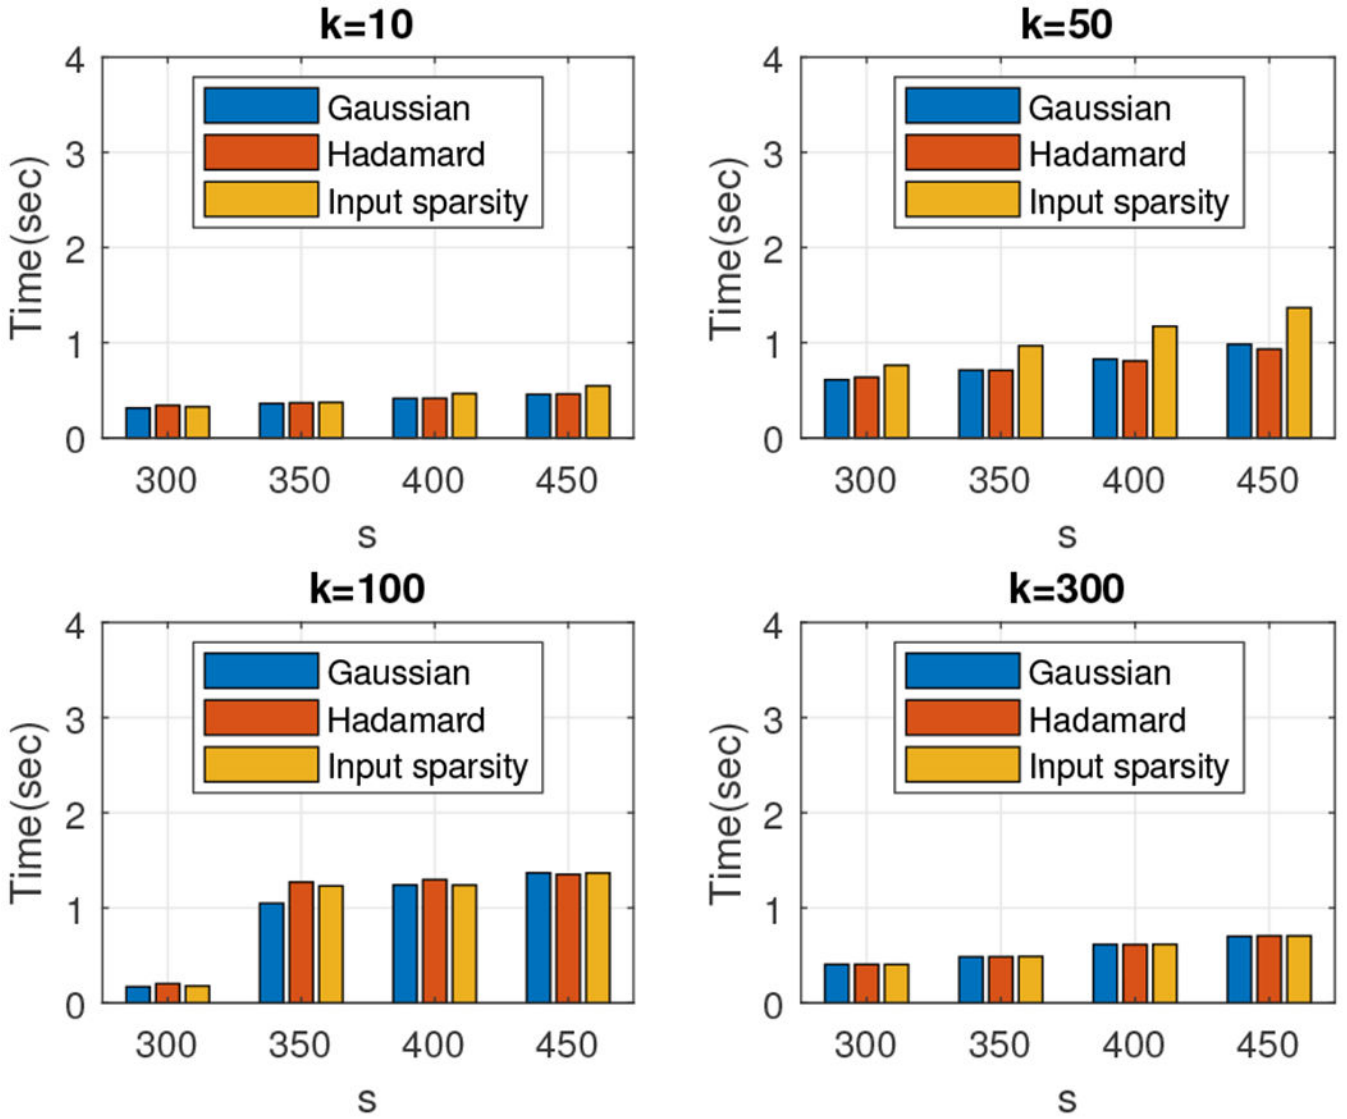 k=10
4
3
2
1
0
Time(sec)
Gaussian
Hadamard
Input sparsity
300 350 400 450
s
k=50
4
3
2
1
0
Time(sec)
Gaussian
Hadamard
Input sparsity
300 350 400 450
s
k=100
4
3
2
1
0
Time(sec)
Gaussian
Hadamard
Input sparsity
300 350 400 450
s
k=300
4
3
2
1
0
Time(sec)
Gaussian
Hadamard
Input sparsity
300 350 400 450
s